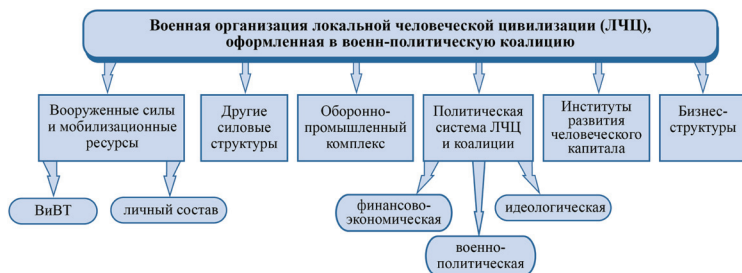 Военная организация локальной человеческой цивилизации (ЛЧЦ),
оформленная в военн-политическую коалицию
Вооруженные силы
и мобилизационные
ресурсы
Другие
силовые
структуры
Оборонно-
промышленный
комплекс
Политическая
система ЛЧЦ
и коалиции
Институты
развития
человеческого
капитала
Бизнес-
структуры
ВиВТ
личный состав
финансово-
экономическая
военно-
политическая
идеологическая